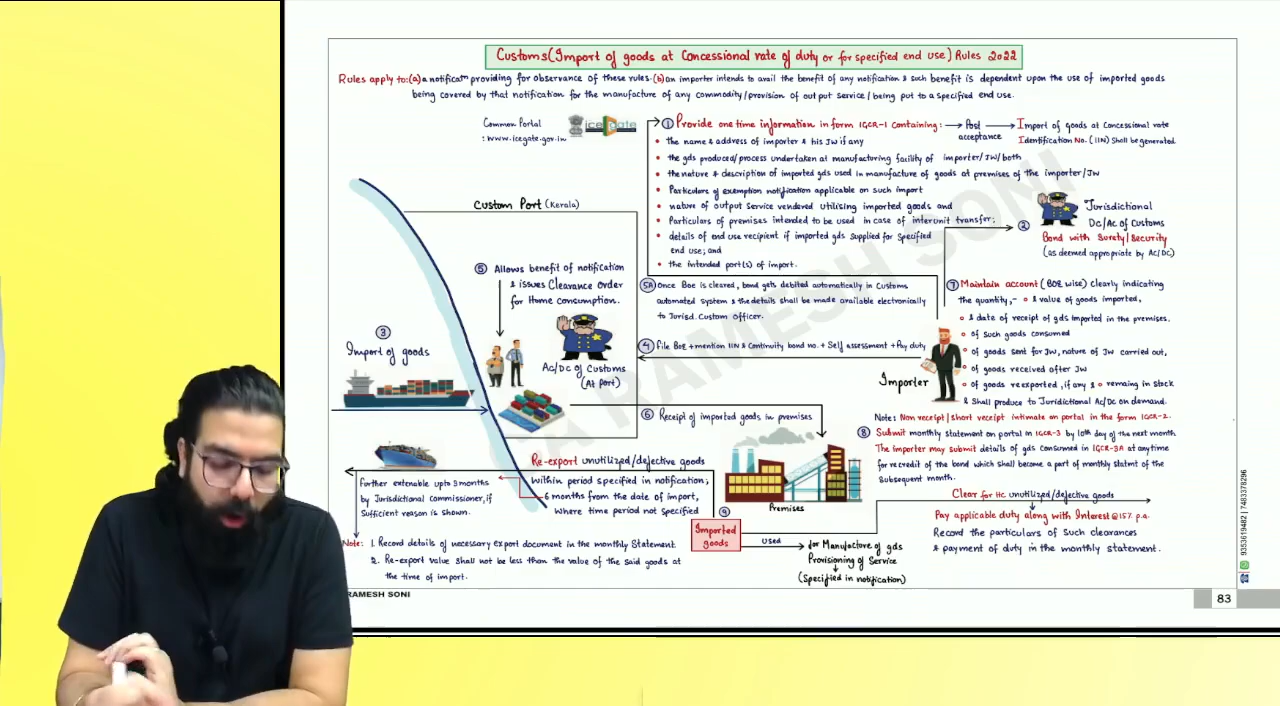 Customs (Import of goods at Concessional rate of duty or for specified end use) Rules 2022
Rules apply to: (a) a notificatn providing for observance of these rules. (b) an importer intends to avail the benefit of any notification & such benefit is dependent upon the use of imported goods
being covered by that notification for the manufacture of any commodity/provision of output service/being put to a specified end use.
Common Portal
: www.icegate.gov.in
icegate
① Provide one time information in form IGCR-1 containing:
• the name & address of importer & his JW if any
• the gds produced/process undertaken at manufacturing facility of importer/JW/both
• the nature & description of imported gds used in manufacture of goods at premises of the importer/JW
• Particulars of exemption notification applicable on such import
• nature of output service rendered utilising imported goods and
• Particulars of premises intended to be used in case of interunit transfer;
• details of end use recipient if imported gds supplied for specified
end use; and
• the intended port(s) of import.
Post
acceptance
Import of goods at Concessional rate
Identification No. (IIN) Shall be generated
② Jurisdictional
DC/AC of Customs
Bond with Surety/Security
(as deemed appropriate by AC/DC)
Custom Port (Kerala)
③
Import of goods
⑤ Allows benefit of notification
& issues Clearance order
for Home Consumption.
AC/DC of Customs
(At port)
5A Once BOE is cleared, bond gets debited automatically in Customs
automated system & the details shall be made available electronically
to Jurisd. Custom Officer.
④ File BOE + mention IIN & Continuity bond no. + Self assessment + Pay duty
Importer
⑥ Receipt of imported goods in premises
Premises
⑦ Maintain account (BOE wise) clearly indicating
the quantity,- ° & value of goods imported,
° & date of receipt of gds imported in the premises.
° of such goods consumed
° of goods sent for JW, nature of JW carried out,
° of goods received after JW
° of goods reexported, if any & ° remaing in stock
& Shall produce to Juridictional AC/DC on demand.
Note: Non receipt/short receipt intimate on portal in the form IGCR-2.
⑧ Submit monthly statement on portal in IGCR-3 by 10th day of the next month
The importer may submit details of gds consumed in IGCR-3A at anytime
for recredit of the bond which shall become a part of monthly statmt of the
Subsequent month.
Re-export unutilized/defective goods
within period specified in notification;
6 months from the date of import,
where time period not specified
Further extenable upto 3 months
by Jurisdictional Commissioner, if
sufficient reason is shown.
Note: 1. Record details of necessary export document in the monthly Statement
2. Re-export value shall not be less than the value of the said goods at
the time of import.
⑨
Imported
goods
used
for Manufacture of gds
Provisioning of Service
(Specified in notification)
Clear for HC unutilized/defective goods
Pay applicable duty along with Interest @15% p.a.
Record the particulars of Such clearances
& payment of duty in the monthly statement.
CA RAMESH SONI
RAMESH SONI
83
9353619482 | 7483378296